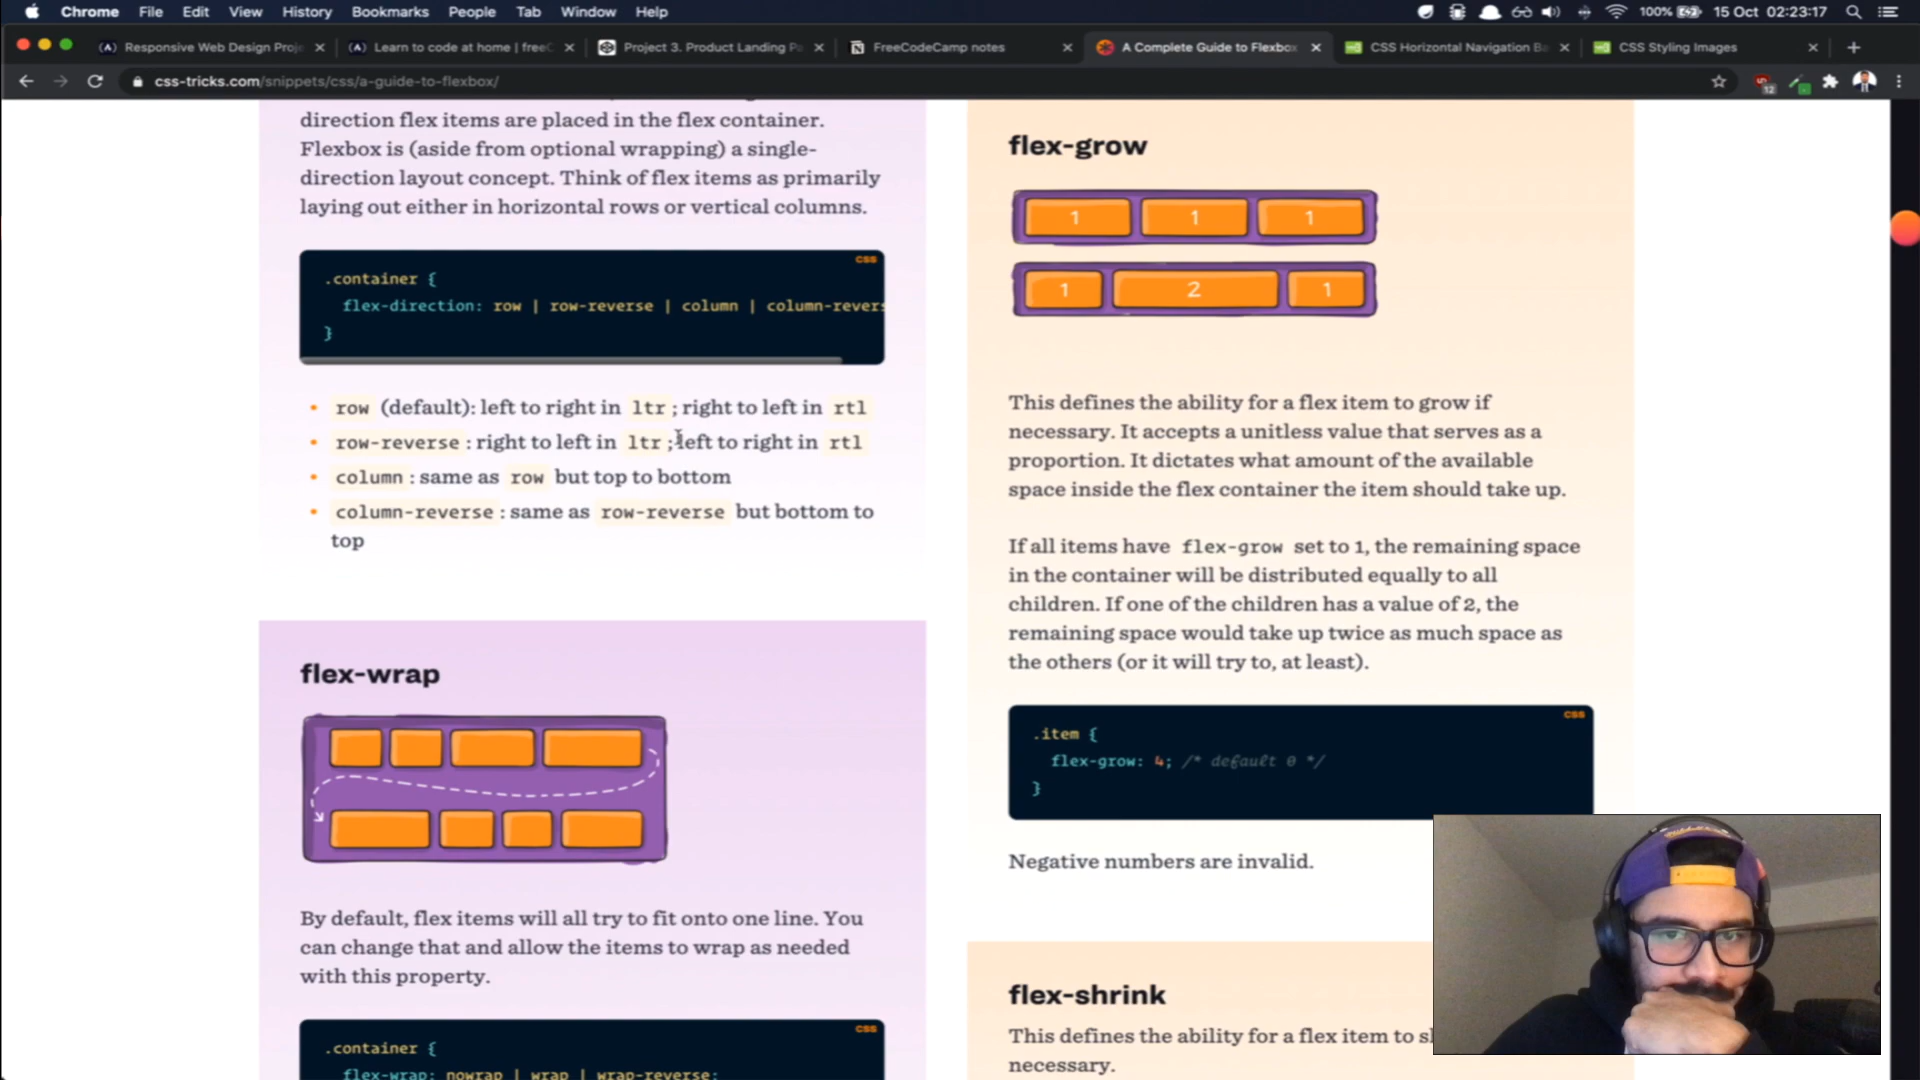 Chrome File Edit View History Bookmarks People Tab Window Help 100% 15 Oct 02:23:17
Responsive Web Design Proje
Learn to code at home | freeC
Project 3. Product Landing Pa
FreeCodeCamp notes
A Complete Guide to Flexbox
CSS Horizontal Navigation Ba
CSS Styling Images
css-tricks.com/snippets/css/a-guide-to-flexbox/
12
direction flex items are placed in the flex container.
Flexbox is (aside from optional wrapping) a single-
direction layout concept. Think of flex items as primarily
laying out either in horizontal rows or vertical columns.
CSS
.container {
flex-direction: row | row-reverse | column | column-revers
}
row (default): left to right in ltr; right to left in rtl
row-reverse: right to left in ltr; left to right in rtl
column: same as row but top to bottom
column-reverse: same as row-reverse but bottom to
top
flex-wrap
By default, flex items will all try to fit onto one line. You
can change that and allow the items to wrap as needed
with this property.
CSS
.container {
flex-wrap: nowrap | wrap | wrap-reverse;
flex-grow
1 1 1
1 2 1
This defines the ability for a flex item to grow if
necessary. It accepts a unitless value that serves as a
proportion. It dictates what amount of the available
space inside the flex container the item should take up.
If all items have flex-grow set to 1, the remaining space
in the container will be distributed equally to all
children. If one of the children has a value of 2, the
remaining space would take up twice as much space as
the others (or it will try to, at least).
CSS
.item {
flex-grow: 4; /* default 0 */
}
Negative numbers are invalid.
flex-shrink
This defines the ability for a flex item to sl
necessary.